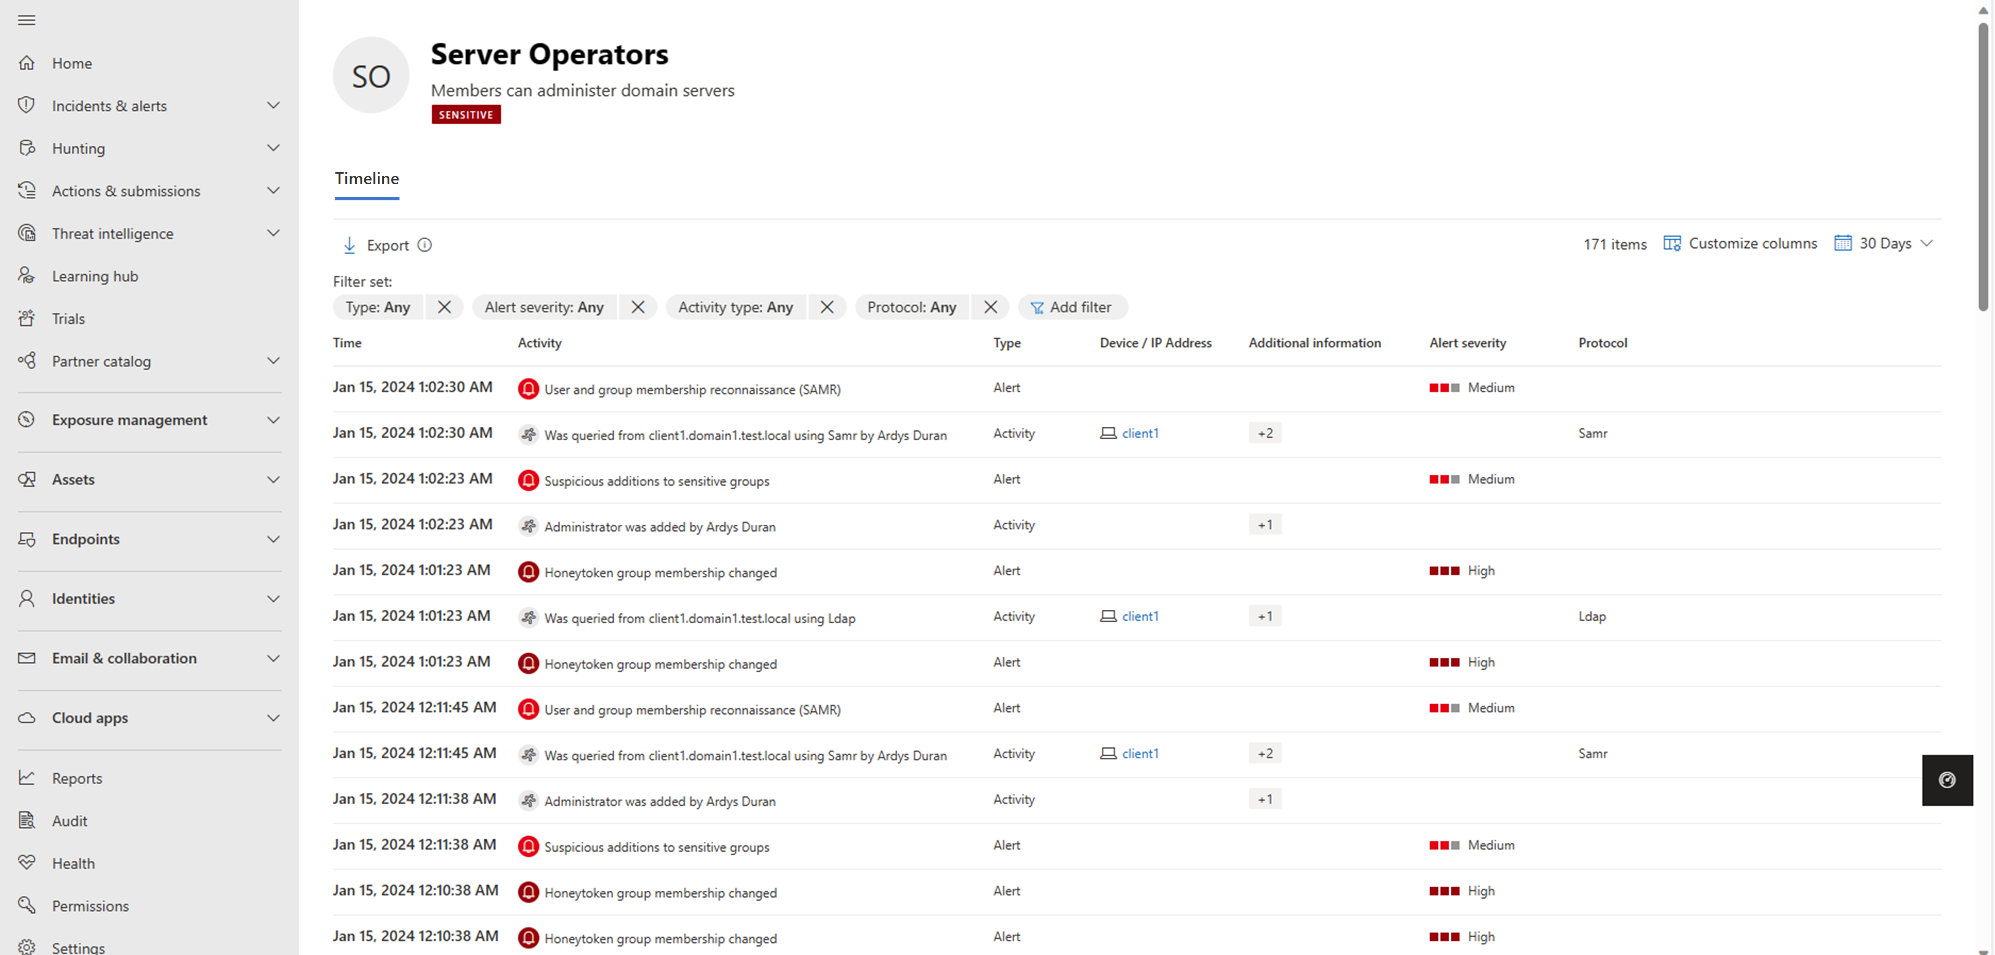 Home
Incidents & alerts
Hunting
Actions & submissions
Threat intelligence
Learning hub
Trials
Partner catalog
Exposure management
Assets
Endpoints
Identities
Email & collaboration
Cloud apps
Reports
Audit
Health
Permissions
Settings
SO
Server Operators
Members can administer domain servers
SENSITIVE
Timeline
Export
171 items Customize columns 30 Days
Filter set:
Type: Any Alert severity: Any Activity type: Any Protocol: Any Add filter
Time Activity Type Device / IP Address Additional information Alert severity Protocol
Jan 15, 2024 1:02:30 AM User and group membership reconnaissance (SAMR) Alert Medium
Jan 15, 2024 1:02:30 AM Was queried from client1.domain1.test.local using Samr by Ardys Duran Activity client1 +2 Samr
Jan 15, 2024 1:02:23 AM Suspicious additions to sensitive groups Alert Medium
Jan 15, 2024 1:02:23 AM Administrator was added by Ardys Duran Activity +1
Jan 15, 2024 1:01:23 AM Honeytoken group membership changed Alert High
Jan 15, 2024 1:01:23 AM Was queried from client1.domain1.test.local using Ldap Activity client1 +1 Ldap
Jan 15, 2024 1:01:23 AM Honeytoken group membership changed Alert High
Jan 15, 2024 12:11:45 AM User and group membership reconnaissance (SAMR) Alert Medium
Jan 15, 2024 12:11:45 AM Was queried from client1.domain1.test.local using Samr by Ardys Duran Activity client1 +2 Samr
Jan 15, 2024 12:11:38 AM Administrator was added by Ardys Duran Activity +1
Jan 15, 2024 12:11:38 AM Suspicious additions to sensitive groups Alert Medium
Jan 15, 2024 12:10:38 AM Honeytoken group membership changed Alert High
Jan 15, 2024 12:10:38 AM Honeytoken group membership changed Alert High